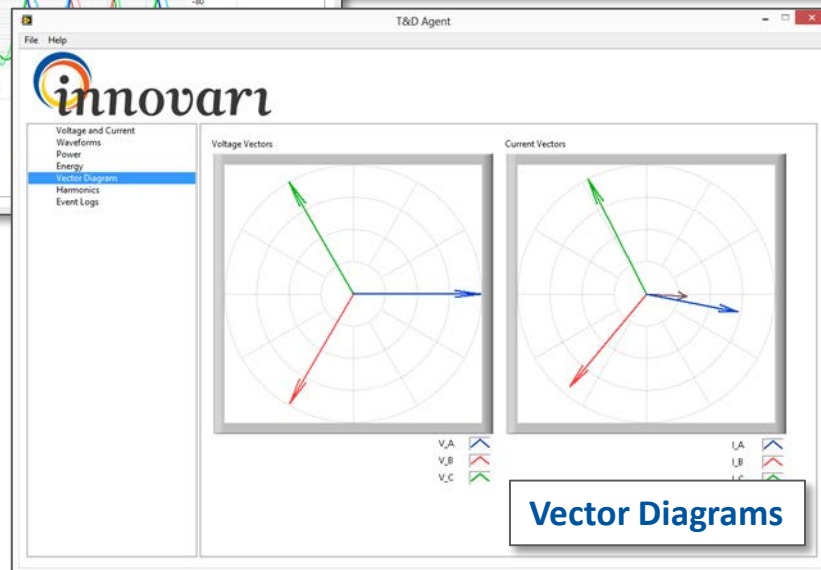 -80
T&D Agent
File Help
innovari
Voltage and Current
Waveforms
Power
Energy
Vector Diagram
Harmonics
Event Logs
Voltage Vectors
Current Vectors
V_A
V_B
V_C
I_A
I_B
Vector Diagrams